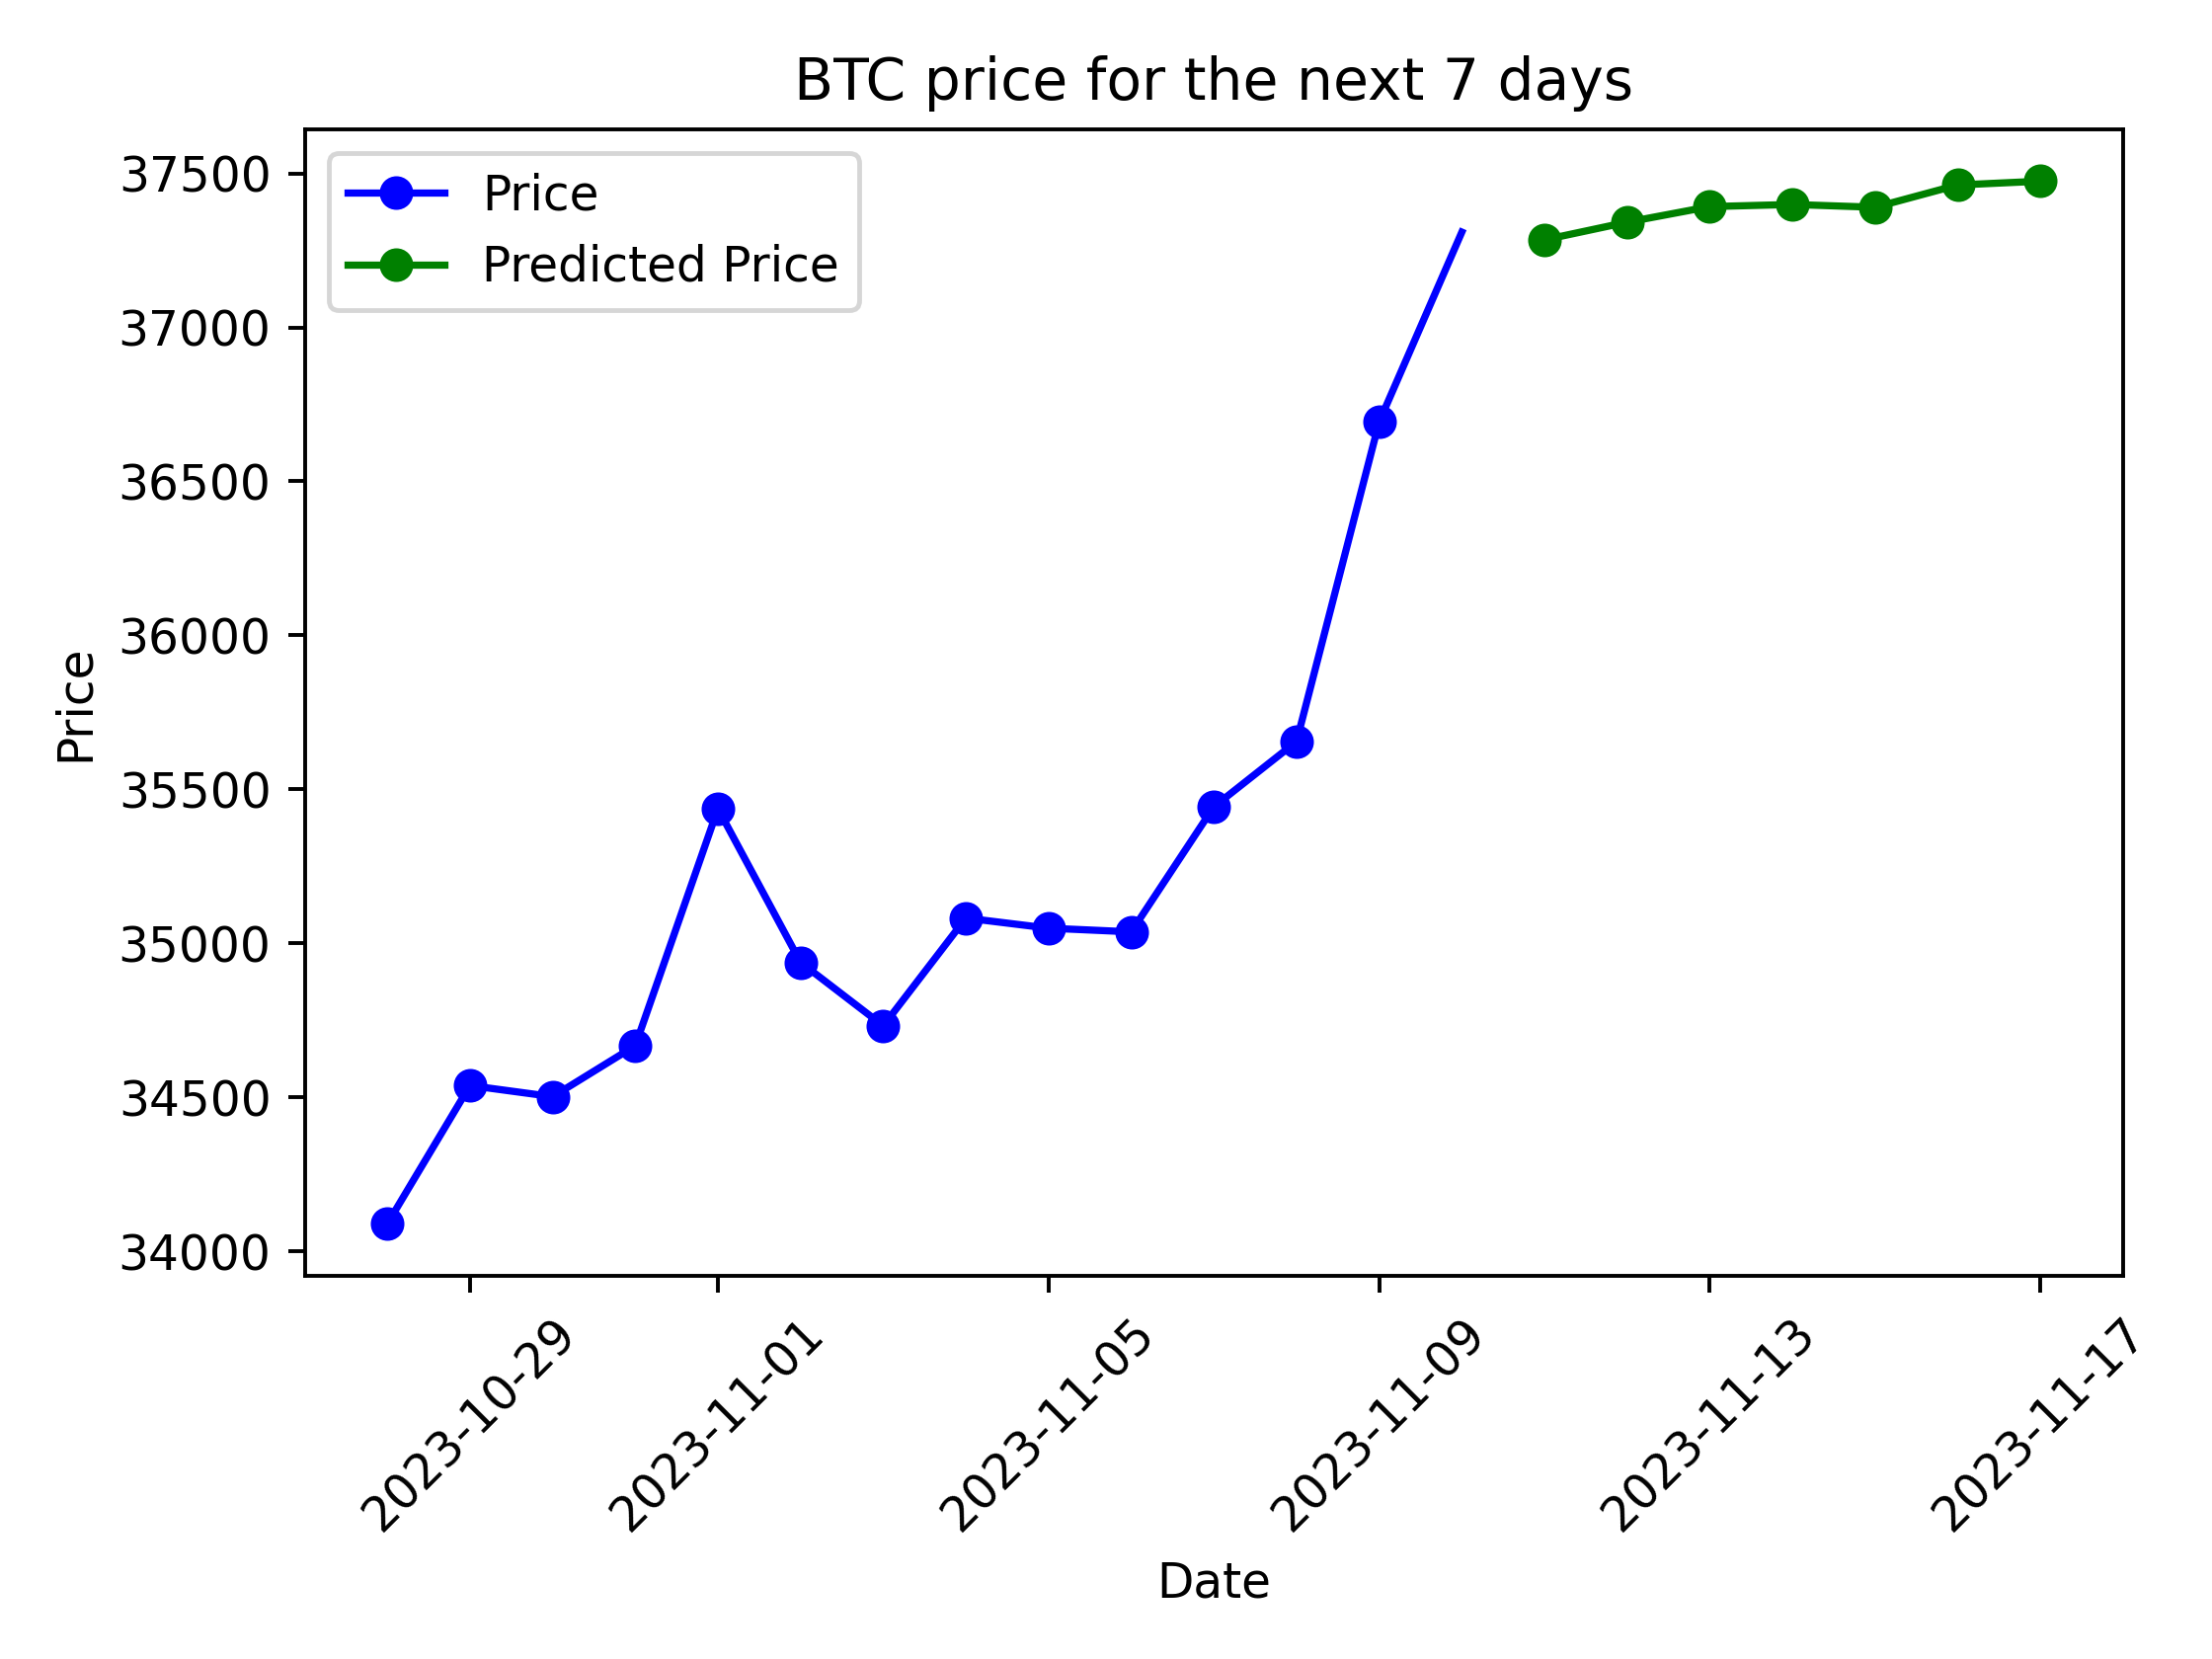 BTC price for the next 7 days
Price
Predicted Price
37500
37000
36500
36000
35500
35000
34500
34000
Price
2023-10-29
2023-11-01
2023-11-05
2023-11-09
2023-11-13
2023-11-17
Date